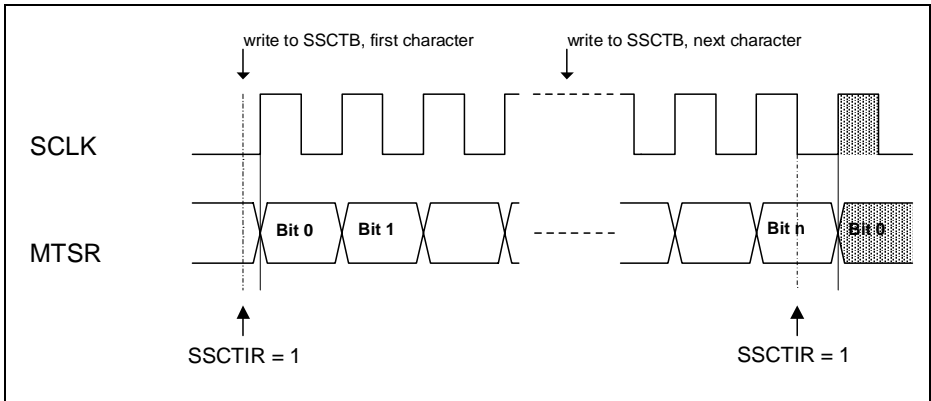 write to SSCTB, first character
write to SSCTB, next character
SCLK
MTSR
Bit 0
Bit 1
Bit n
Bit 0
SSCTIR = 1
SSCTIR = 1